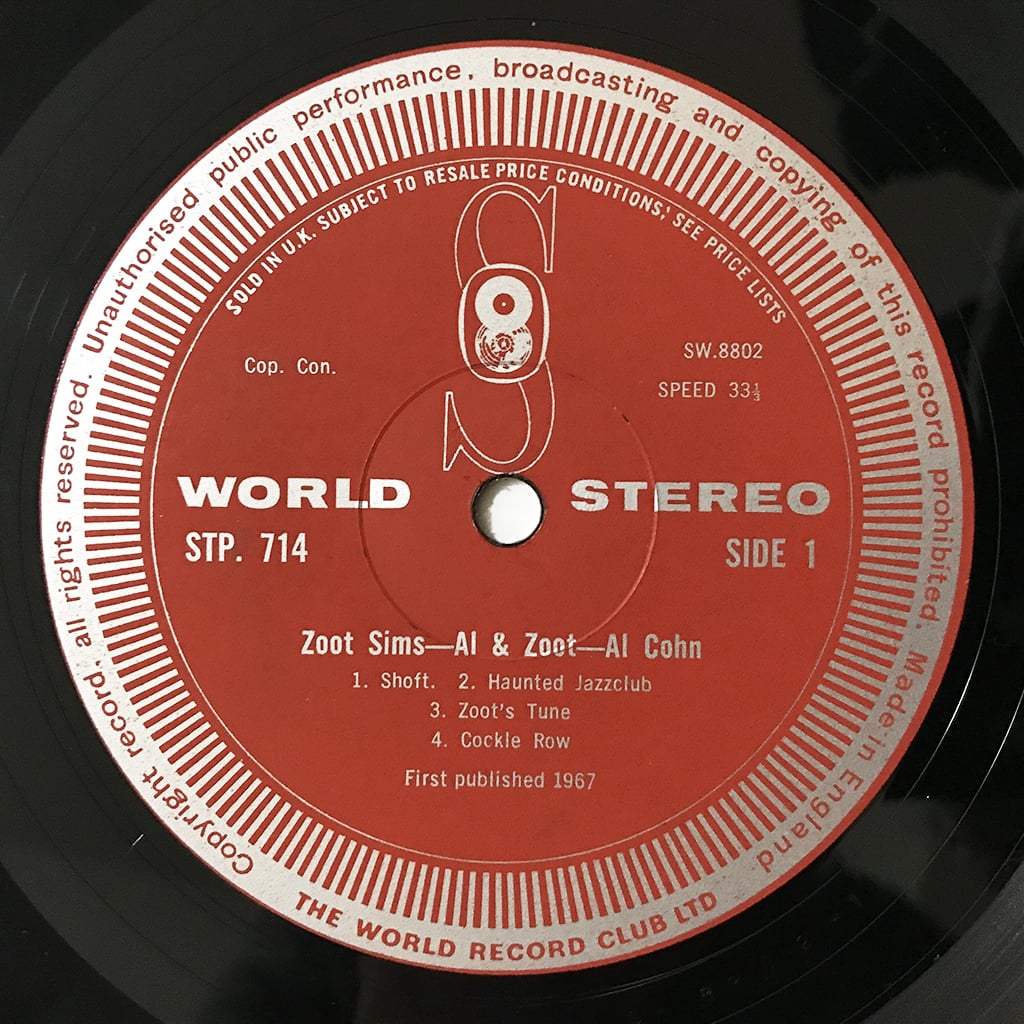 Copyright record, all rights reserved. Unauthorised public performance, broadcasting and copying of this record prohibited. Made in England
SOLD IN U.K. SUBJECT TO RESALE PRICE CONDITIONS, SEE PRICE LISTS
Cop. Con.
SW.8802
SPEED 33⅓
WORLD STEREO
STP. 714
SIDE 1
Zoot Sims—Al & Zoot—Al Cohn
1. Shoft. 2. Haunted Jazzclub
3. Zoot's Tune
4. Cockle Row
First published 1967
THE WORLD RECORD CLUB LTD